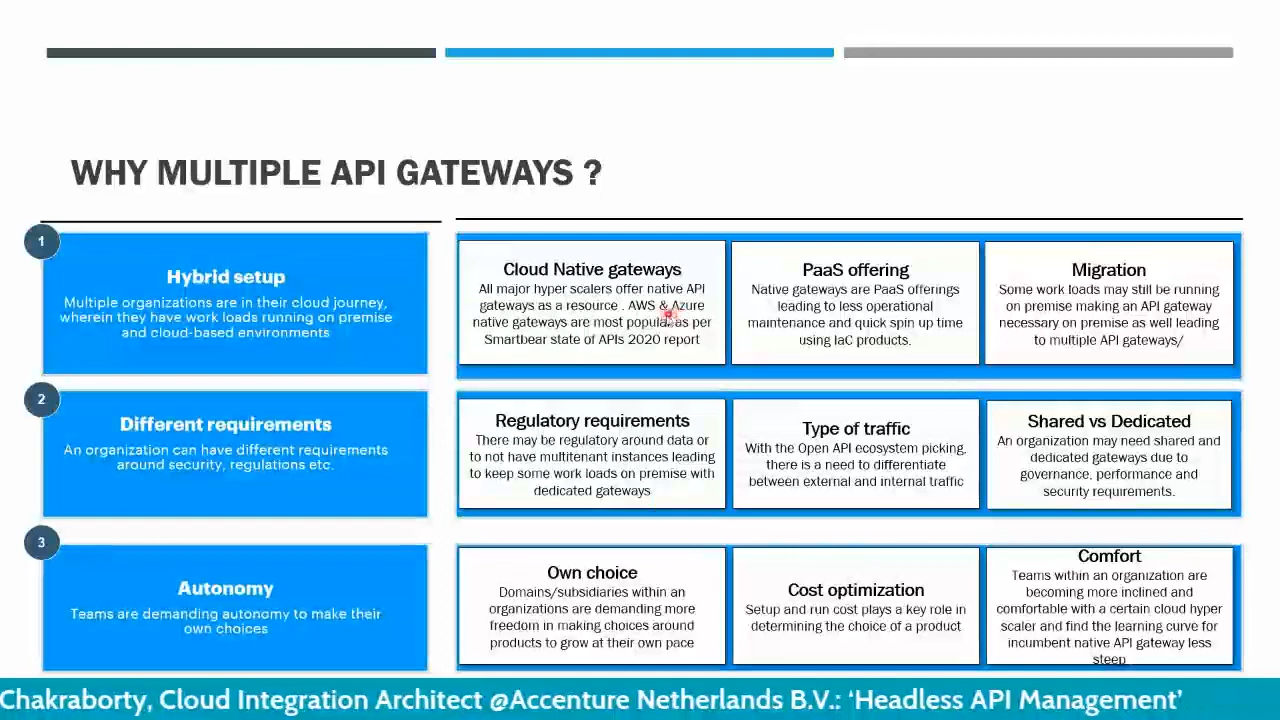 WHY MULTIPLE API GATEWAYS ?
1
Hybrid setup
Multiple organizations are in their cloud journey,
wherein they have work loads running on premise
and cloud-based environments
Cloud Native gateways
All major hyper scalers offer native API
gateways as a resource . AWS & Azure
native gateways are most popular as per
Smartbear state of APIs 2020 report
PaaS offering
Native gateways are PaaS offerings
leading to less operational
maintenance and quick spin up time
using IaC products.
Migration
Some work loads may still be running
on premise making an API gateway
necessary on premise as well leading
to multiple API gateways/
2
Different requirements
An organization can have different requirements
around security, regulations etc.
Regulatory requirements
There may be regulatory around data or
to not have multitenant instances leading
to keep some work loads on premise with
dedicated gateways
Type of traffic
With the Open API ecosystem picking,
there is a need to differentiate
between external and internal traffic
Shared vs Dedicated
An organization may need shared and
dedicated gateways due to
governance, performance and
security requirements.
3
Autonomy
Teams are demanding autonomy to make their
own choices
Own choice
Domains/subsidiaries within an
organizations are demanding more
freedom in making choices around
products to grow at their own pace
Cost optimization
Setup and run cost plays a key role in
determining the choice of a product
Comfort
Teams within an organization are
becoming more inclined and
comfortable with a certain cloud hyper
scaler and find the learning curve for
incumbent native API gateway less
steep
Chakraborty, Cloud Integration Architect @Accenture Netherlands B.V.: ‘Headless API Management’